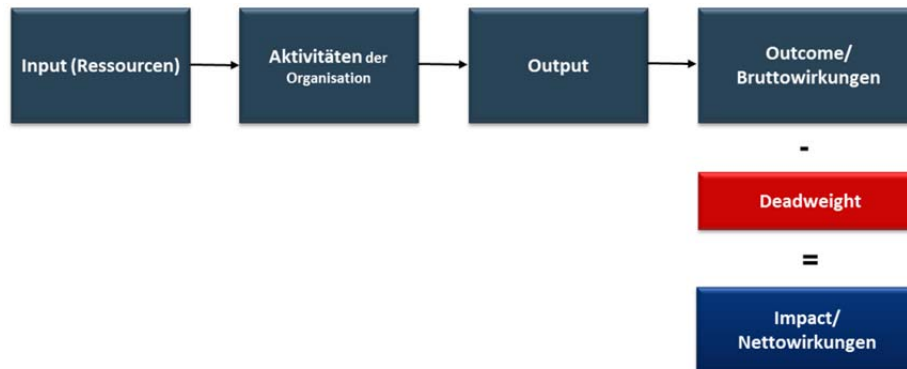 Input (Ressourcen)
Aktivitäten der
Organisation
Output
Outcome/
Bruttowirkungen
-
Deadweight
=
Impact/
Nettowirkungen